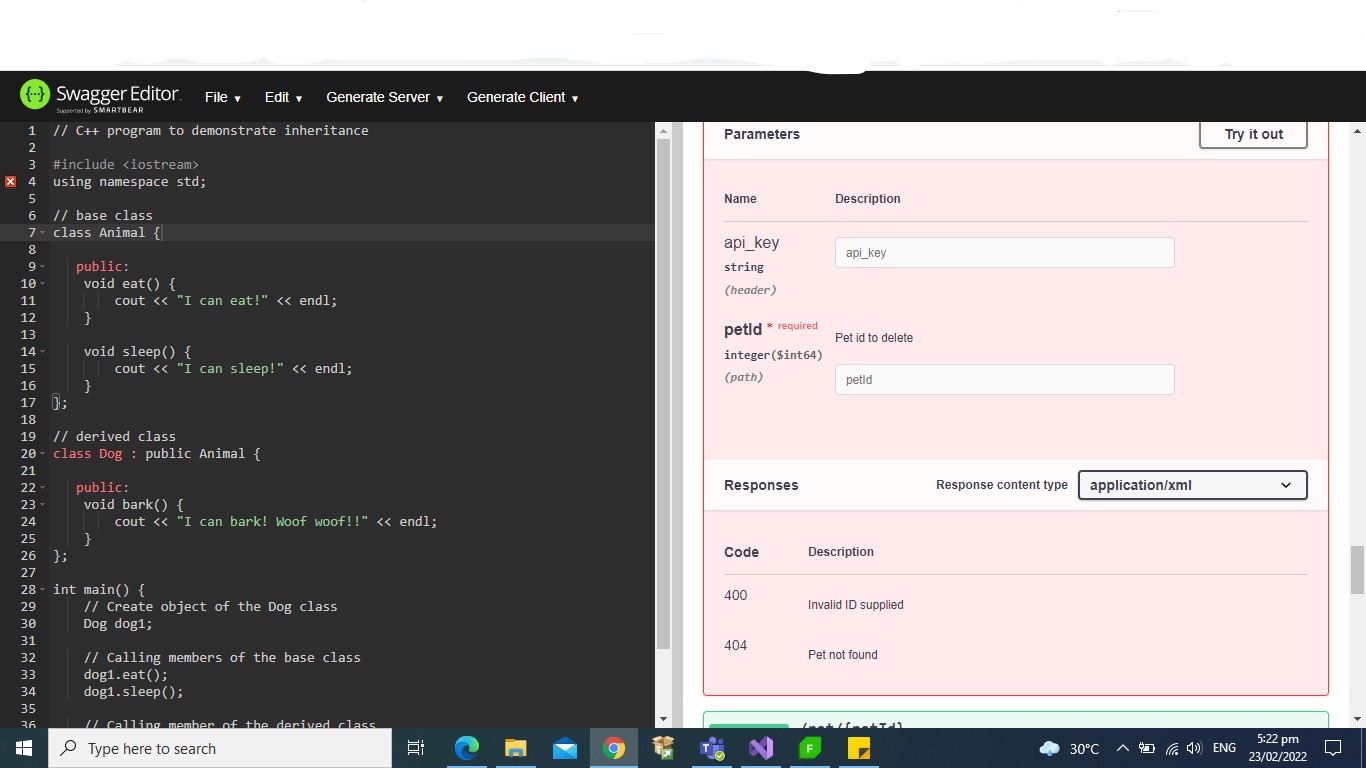 Swagger Editor.
Supported by SMARTBEAR
File ▾ Edit ▾ Generate Server ▾ Generate Client ▾
1 // C++ program to demonstrate inheritance
2
3 #include <iostream>
4 using namespace std;
5
6 // base class
7 class Animal {
8
9 public:
10 void eat() {
11 cout << "I can eat!" << endl;
12 }
13
14 void sleep() {
15 cout << "I can sleep!" << endl;
16 }
17 };
18
19 // derived class
20 class Dog : public Animal {
21
22 public:
23 void bark() {
24 cout << "I can bark! Woof woof!!" << endl;
25 }
26 };
27
28 int main() {
29 // Create object of the Dog class
30 Dog dog1;
31
32 // Calling members of the base class
33 dog1.eat();
34 dog1.sleep();
35
36 // Calling member of the derived class
Parameters
Try it out
Name Description
api_key
string
(header)
api_key
petId * required
integer($int64)
(path)
Pet id to delete
petId
Responses
Response content type application/xml
Code Description
400 Invalid ID supplied
404 Pet not found
/pet/{petId}
Type here to search
30°C
ENG
5:22 pm
23/02/2022